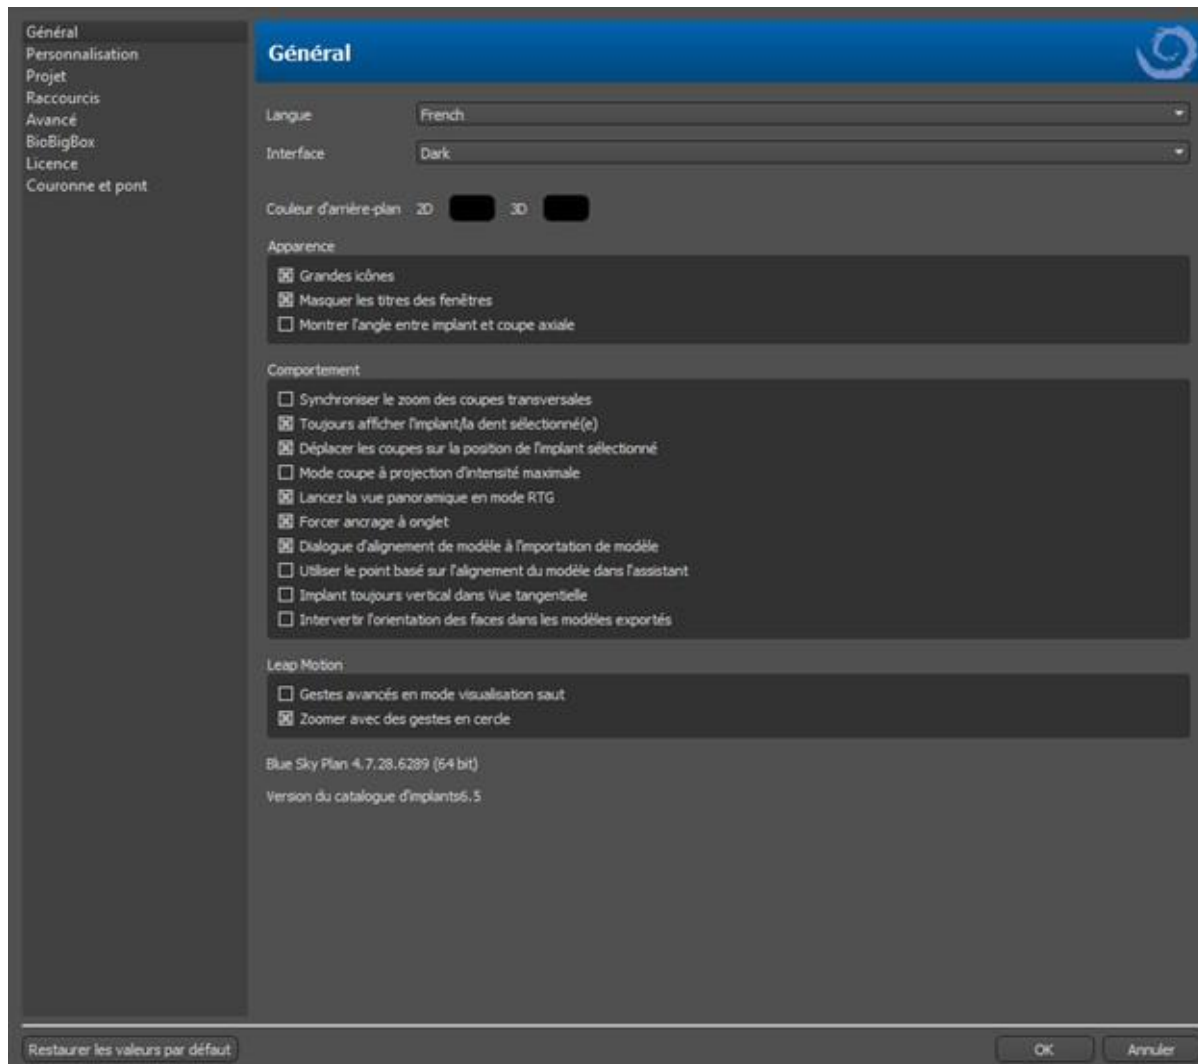 Général
Personnalisation
Projet
Raccourcis
Avancé
BioBigBox
Licence
Couronne et pont
Général
Langue French
Interface Dark
Couleur d'arrière-plan 2D 3D
Apparence
Grandes icônes
Masquer les titres des fenêtres
Montrer l'angle entre implant et coupe axiale
Comportement
Synchroniser le zoom des coupes transversales
Toujours afficher l'implant/la dent sélectionné(e)
Déplacer les coupes sur la position de l'implant sélectionné
Mode coupe à projection d'intensité maximale
Lancez la vue panoramique en mode RTG
Forcer ancrage à onglet
Dialogue d'alignement de modèle à l'importation de modèle
Utiliser le point basé sur l'alignement du modèle dans l'assistant
Implant toujours vertical dans Vue tangentielle
Intervertir l'orientation des faces dans les modèles exportés
Leap Motion
Gestes avancés en mode visualisation saut
Zoomer avec des gestes en cercle
Blue Sky Plan 4.7.28.6289 (64 bit)
Version du catalogue d'implants6.5
Restaurer les valeurs par défaut OK Annuler